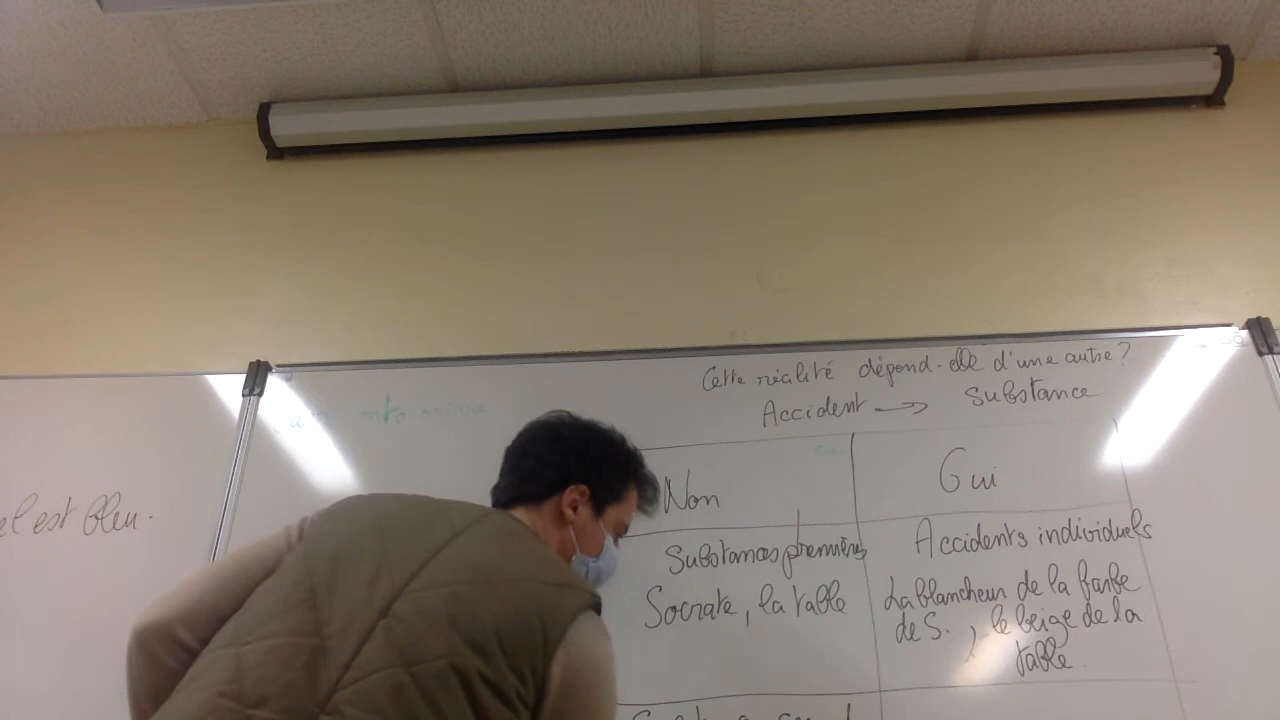 Cette réalité dépend-elle d'une autre?
Accident → Substance
Non
Oui
Substances premières
Socrate, la table
Accidents individuels
La blancheur de la barbe
de S. , le beige de la
table.
est bleu.